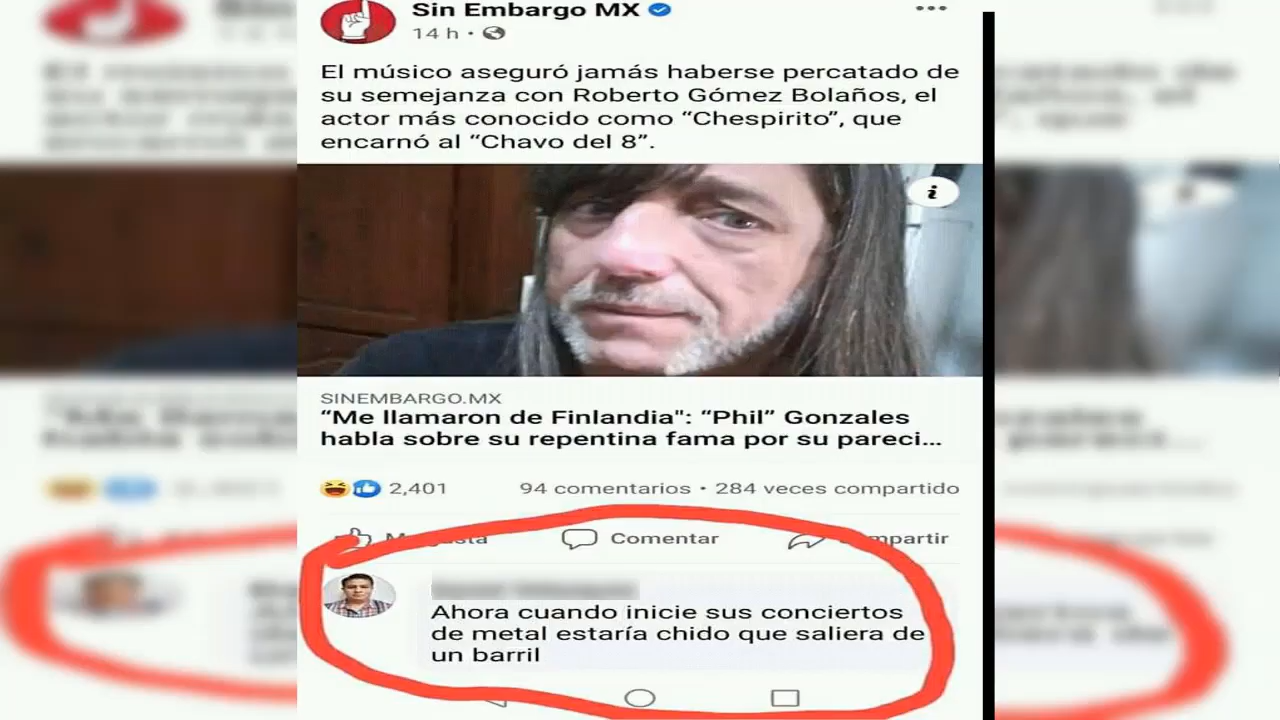 Sin Embargo MX
14 h
El músico aseguró jamás haberse percatado de
su semejanza con Roberto Gómez Bolaños, el
actor más conocido como “Chespirito”, que
encarnó al “Chavo del 8”.
SINEMBARGO.MX
“Me llamaron de Finlandia": “Phil” Gonzales
habla sobre su repentina fama por su pareci...
2,401
94 comentarios • 284 veces compartido
Comentar
Ahora cuando inicie sus conciertos
de metal estaría chido que saliera de
un barril